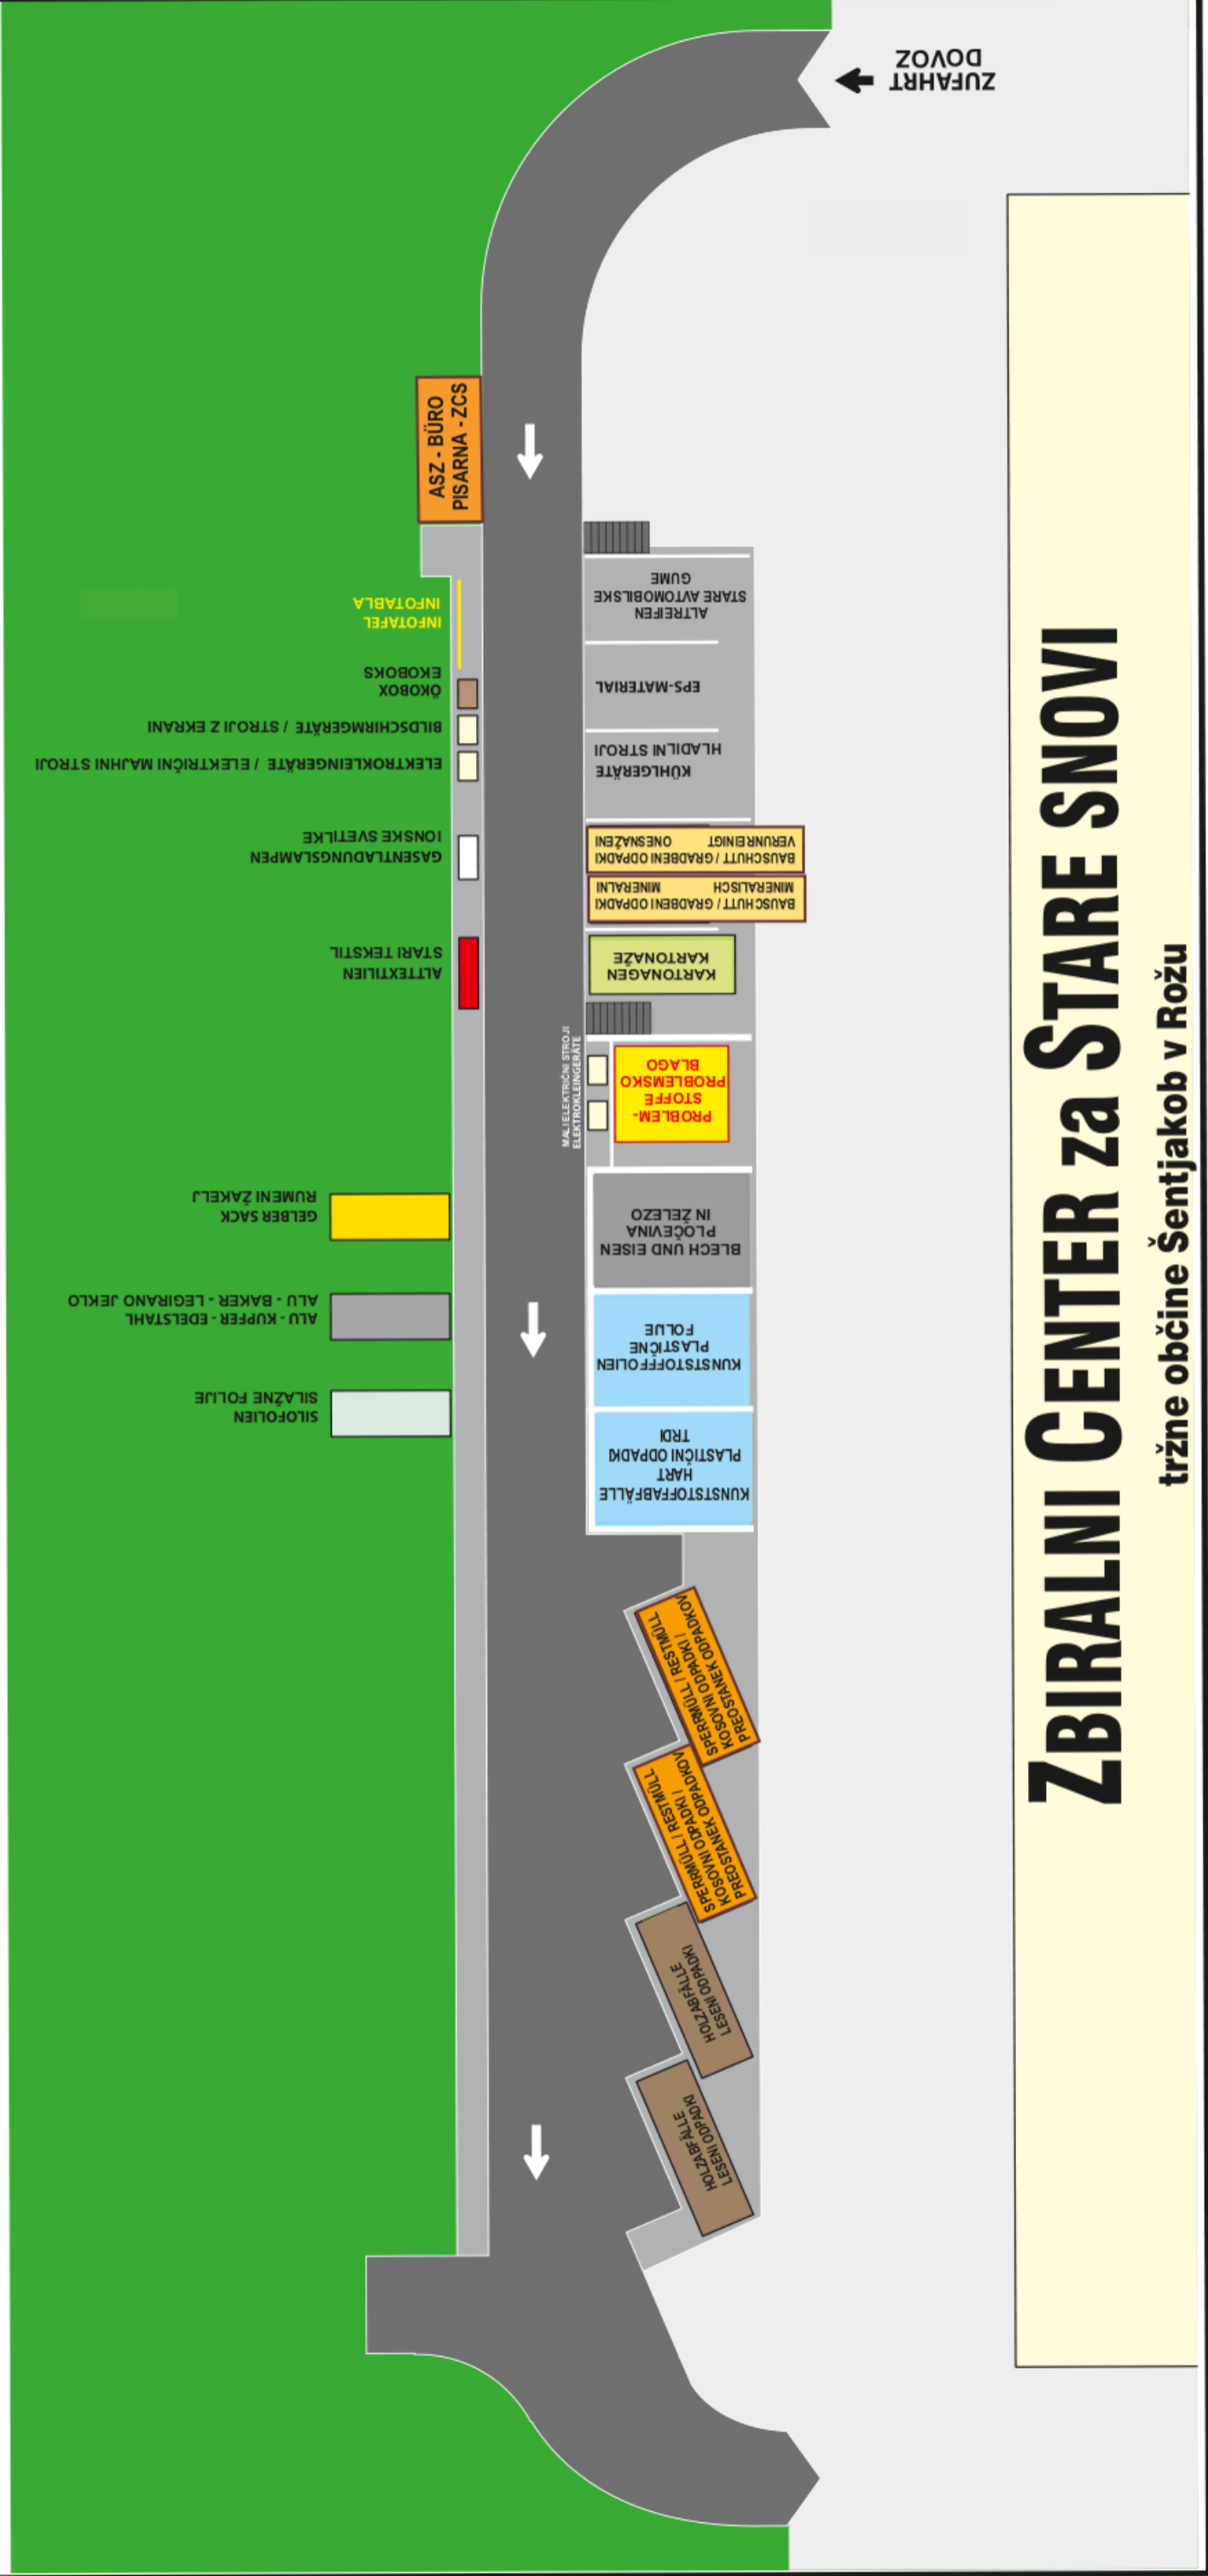 ZUFAHRT
DOVOZ
ASZ - BÜRO
PISARNA - ZCS
INFOTAFEL
INFOTABLA
ÖKOBOX
EKOBOKS
BILDSCHIRMGERÄTE / STROJI Z EKRANI
ELEKTROKLEINGERÄTE / ELEKTRIČNI MAJHNI STROJI
GASENTLADUNGSLAMPEN
IONSKE SVETILKE
ALTTEXTILIEN
STARI TEKSTIL
GELBER SACK
RUMENI ŽAKELJ
ALU - KUPFER - EDELSTAHL
ALU - BAKER - LEGIRANO JEKLO
SILOFOLIEN
SILAŽNE FOLIJE
ALTREIFEN
STARE AVTOMOBILSKE
GUME
EPS-MATERIAL
KÜHLGERÄTE
HLADILNI STROJI
BAUSCHUTT / GRADBENI ODPADKI
VERUNREINIGT ONESNAŽENI
BAUSCHUTT / GRADBENI ODPADKI
MINERALISCH MINERALNI
KARTONAGEN
KARTONAŽE
MALI ELEKTRIČNI STROJI
ELEKTROKLEINGERÄTE
PROBLEM-
STOFFE
PROBLEMSKO
BLAGO
BLECH UND EISEN
PLOČEVINA
IN ŽELEZO
KUNSTSTOFFFOLIEN
PLASTIČNE
FOLIJE
KUNSTSTOFFABFÄLLE
HART
PLASTIČNI ODPADKI
TRDI
SPERRMÜLL / RESTMÜLL
KOSOVNI ODPADKI /
PREOSTANEK ODPADKOV
SPERRMÜLL / RESTMÜLL
KOSOVNI ODPADKI /
PREOSTANEK ODPADKOV
HOLZABFÄLLE
LESENI ODPADKI
HOLZABFÄLLE
LESENI ODPADKI
ZBIRALNI CENTER za STARE SNOVI
tržne občine Šentjakob v Rožu